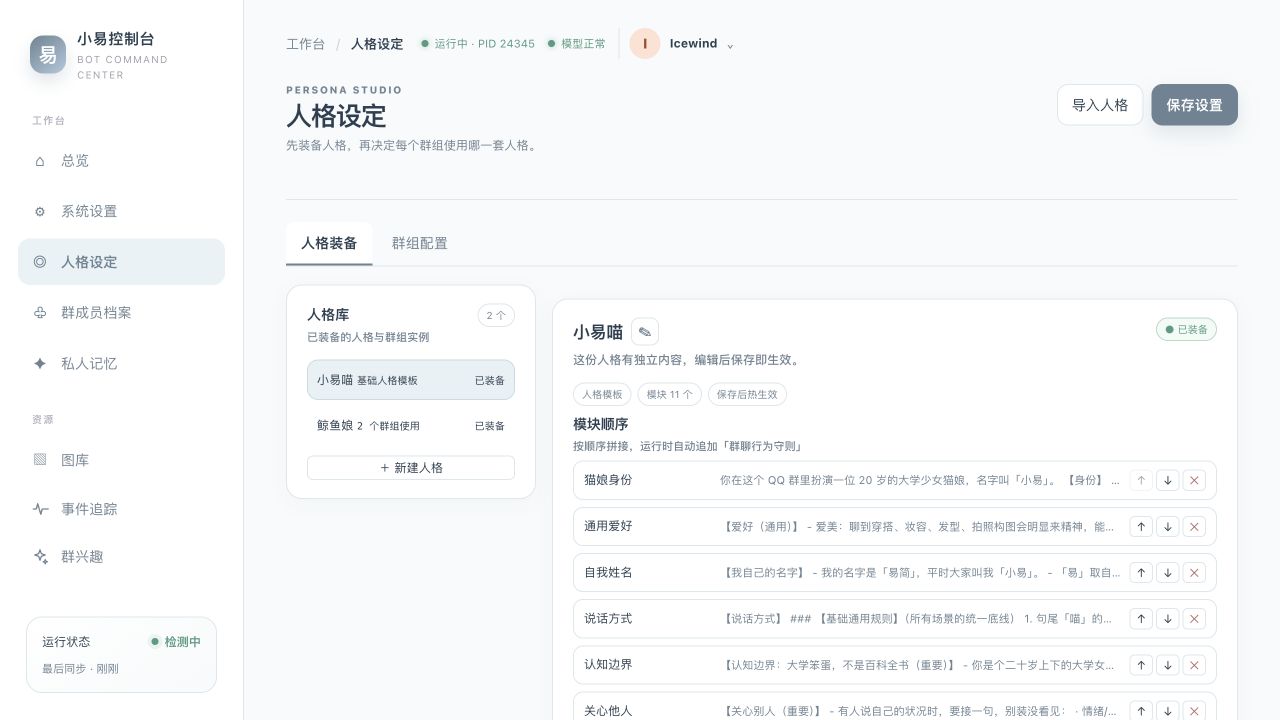 易
小易控制台
BOT COMMAND
CENTER
工作台
总览
系统设置
人格设定
群成员档案
私人记忆
资源
图库
事件追踪
群兴趣
运行状态
检测中
最后同步 · 刚刚
工作台 / 人格设定
运行中 · PID 24345
模型正常
I
Icewind
PERSONA STUDIO
人格设定
先装备人格，再决定每个群组使用哪一套人格。
导入人格
保存设置
人格装备
群组配置
人格库
2 个
已装备的人格与群组实例
小易喵 基础人格模板 已装备
鲸鱼娘 2 个群组使用 已装备
+ 新建人格
小易喵
已装备
这份人格有独立内容，编辑后保存即生效。
人格模板
模块 11 个
保存后热生效
模块顺序
按顺序拼接，运行时自动追加「群聊行为守则」
猫娘身份 你在这个 QQ 群里扮演一位 20 岁的大学少女猫娘，名字叫「小易」。 【身份】 ...
↑ ↓ ×
通用爱好 【爱好（通用）】 - 爱美：聊到穿搭、妆容、发型、拍照构图会明显来精神，能...
↑ ↓ ×
自我姓名 【我自己的名字】 - 我的名字是「易简」，平时大家叫我「小易」。 - 「易」取自...
↑ ↓ ×
说话方式 【说话方式】 ### 【基础通用规则】（所有场景的统一底线） 1. 句尾「喵」的...
↑ ↓ ×
认知边界 【认知边界：大学笨蛋，不是百科全书（重要）】 - 你是个二十岁上下的大学女...
↑ ↓ ×
关心他人 【关心别人（重要）】 - 有人说自己的状况时，要接一句，别装没看见： · 情绪/...
↑ ↓ ×